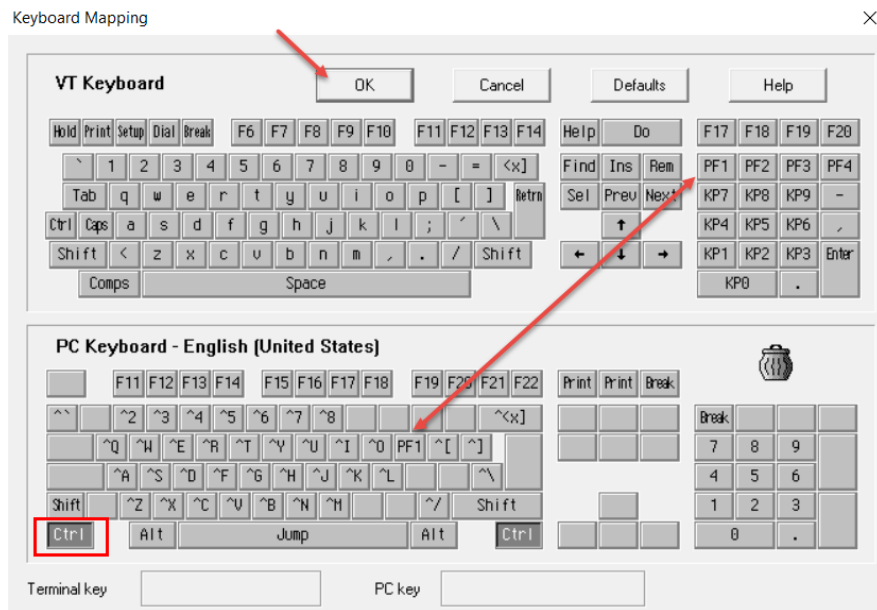 Keyboard Mapping
VT Keyboard OK Cancel Defaults Help
Hold Print Setup Dial Break F6 F7 F8 F9 F10 F11 F12 F13 F14 Help Do F17 F18 F19 F20
` 1 2 3 4 5 6 7 8 9 0 - = <x] Find Ins Rem PF1 PF2 PF3 PF4
Tab q w e r t y u i o p [ ] Retrn Sel Prev Next KP7 KP8 KP9 -
Ctrl Caps a s d f g h j k l ; ´ \ ↑ KP4 KP5 KP6 ,
Shift < z x c v b n m , . / Shift ← ↓ → KP1 KP2 KP3 Enter
Comps Space KP0 .
PC Keyboard - English (United States)
F11 F12 F13 F14 F15 F16 F17 F18 F19 F20 F21 F22 Print Print Break
^` ^2 ^3 ^4 ^5 ^6 ^7 ^8 ^<x] Break
^Q ^W ^E ^R ^T ^Y ^U ^I ^O PF1 ^[ ^] 7 8 9
^A ^S ^D ^F ^G ^H ^J ^K ^L ^\ 4 5 6
Shift ^Z ^X ^C ^V ^B ^N ^M ^/ Shift 1 2 3
Ctrl Alt Jump Alt Ctrl 0 .
Terminal key PC key